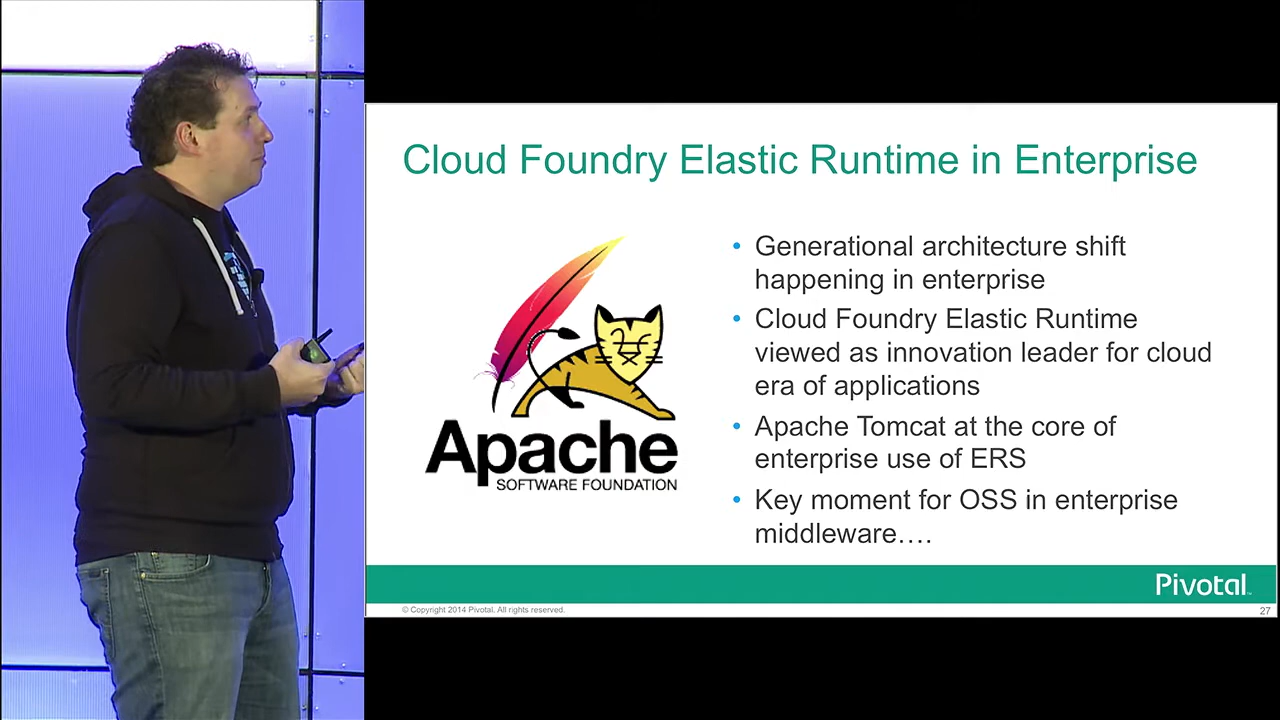 Cloud Foundry Elastic Runtime in Enterprise
Apache
SOFTWARE FOUNDATION
• Generational architecture shift
happening in enterprise
• Cloud Foundry Elastic Runtime
viewed as innovation leader for cloud
era of applications
• Apache Tomcat at the core of
enterprise use of ERS
• Key moment for OSS in enterprise
middleware….
Pivotal™
© Copyright 2014 Pivotal. All rights reserved.
27